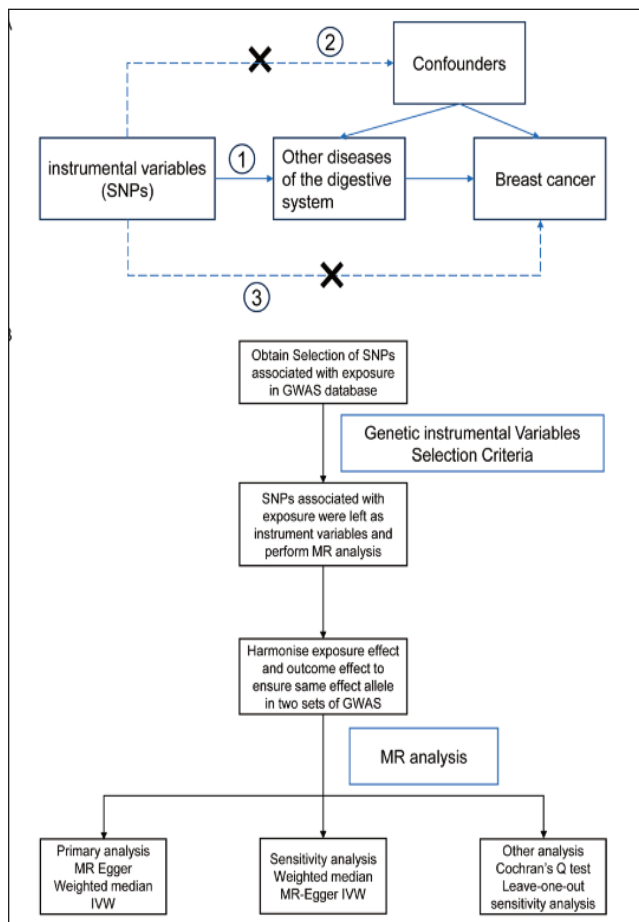 ②
Confounders
①
instrumental variables
(SNPs)
Other diseases
of the digestive
system
Breast cancer
③
Obtain Selection of SNPs
associated with exposure
in GWAS database
Genetic instrumental Variables
Selection Criteria
SNPs associated with
exposure were left as
instrument variables and
perform MR analysis
Harmonise exposure effect
and outcome effect to
ensure same effect allele
in two sets of GWAS
MR analysis
Primary analysis
MR Egger
Weighted median
IVW
Sensitivity analysis
Weighted median
MR-Egger IVW
Other analysis
Cochran's Q test
Leave-one-out
sensitivity analysis